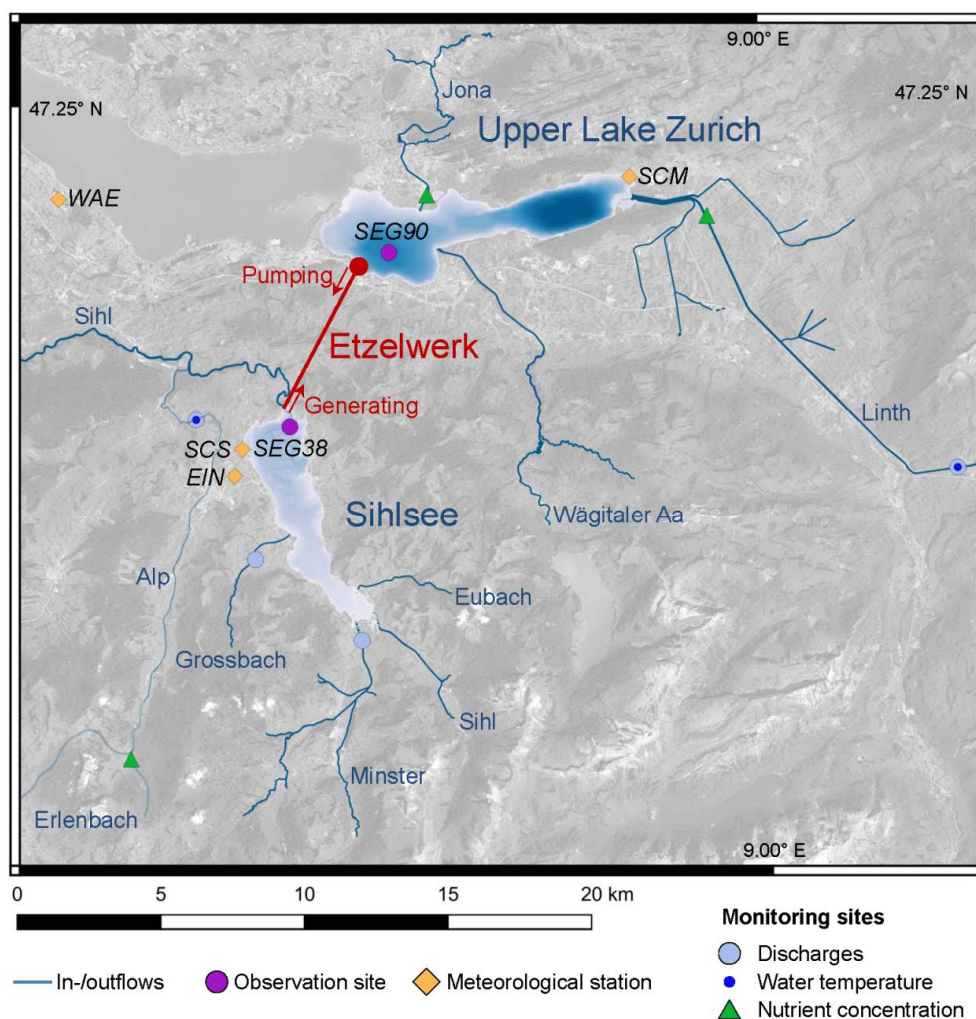 9.00° E
47.25° N
47.25° N
Jona
Upper Lake Zurich
SCM
WAE
SEG90
Pumping
Sihl
Etzelwerk
Generating
Linth
SCS
SEG38
EIN
Sihlsee
Wägitaler Aa
Alp
Eubach
Grossbach
Sihl
Minster
Erlenbach
9.00° E
0 5 10 15 20 km
Monitoring sites
Discharges
In-/outflows
Observation site
Meteorological station
Water temperature
Nutrient concentration